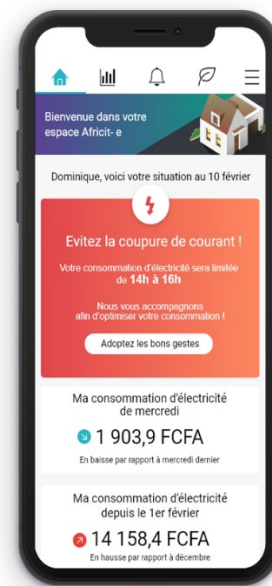 Bienvenue dans votre
espace Africit- e
Dominique, voici votre situation au 10 février
Evitez la coupure de courant !
Votre consommation d'électricité sera limitée
de 14h à 16h
Nous vous accompagnons
afin d'optimiser votre consommation !
Adoptez les bons gestes
Ma consommation d'électricité
de mercredi
1 903,9 FCFA
En baisse par rapport à mercredi dernier
Ma consommation d'électricité
depuis le 1er février
14 158,4 FCFA
En hausse par rapport à décembre